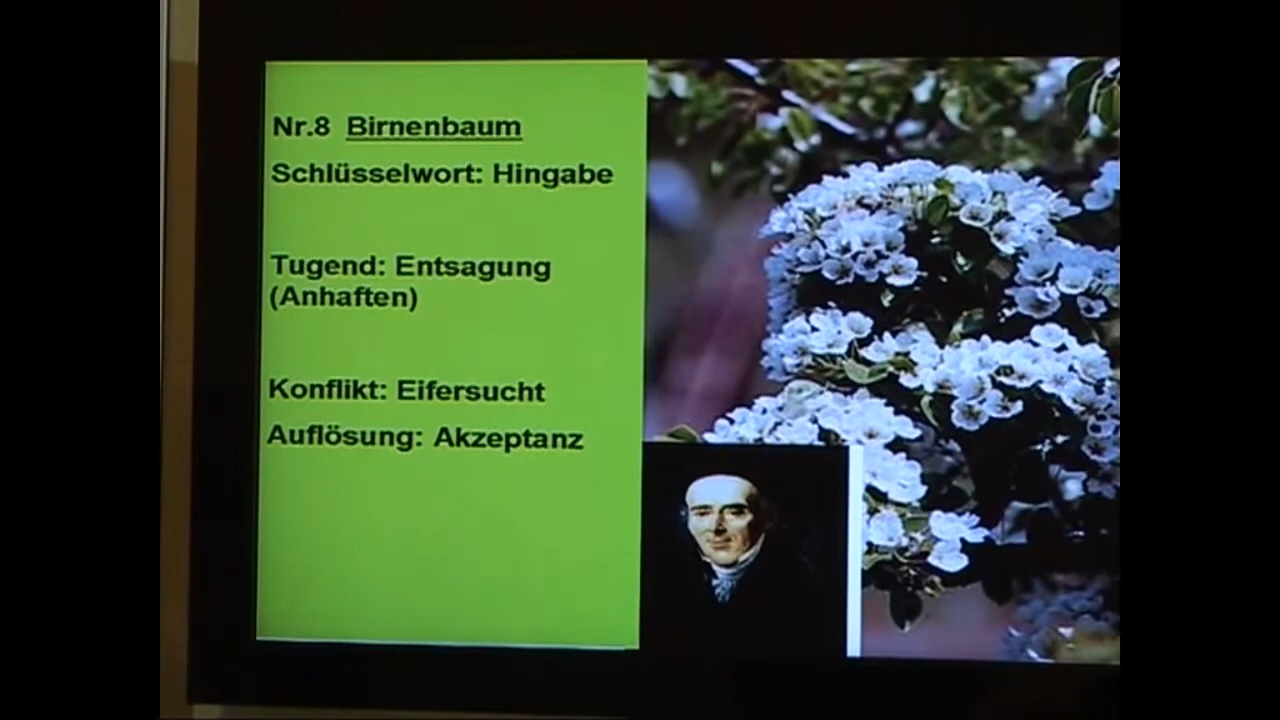 Nr.8 Birnenbaum
Schlüsselwort: Hingabe
Tugend: Entsagung
(Anhaften)
Konflikt: Eifersucht
Auflösung: Akzeptanz